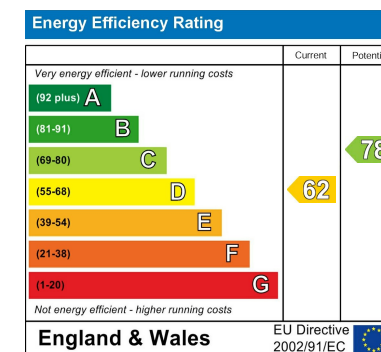 Energy Efficiency Rating
Current
Potenti
Very energy efficient - lower running costs
(92 plus) A
(81-91) B
(69-80) C
78
(55-68) D
62
(39-54) E
(21-38) F
(1-20) G
Not energy efficient - higher running costs
England & Wales
EU Directive
2002/91/EC